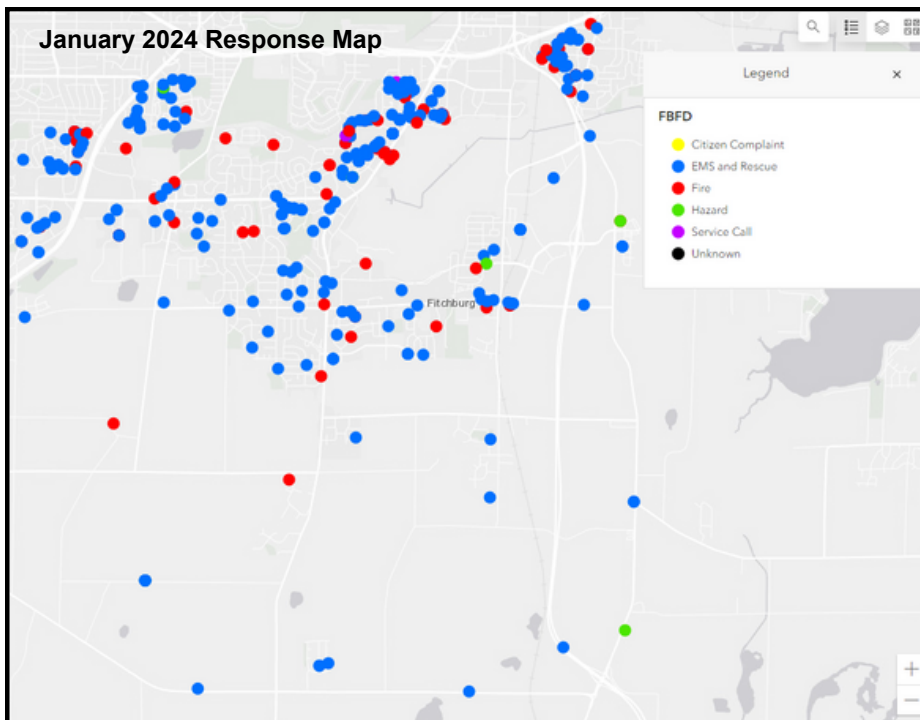 January 2024 Response Map
Legend
×
FBFD
Citizen Complaint
EMS and Rescue
Fire
Hazard
Service Call
Unknown
Fitchburg
+
−